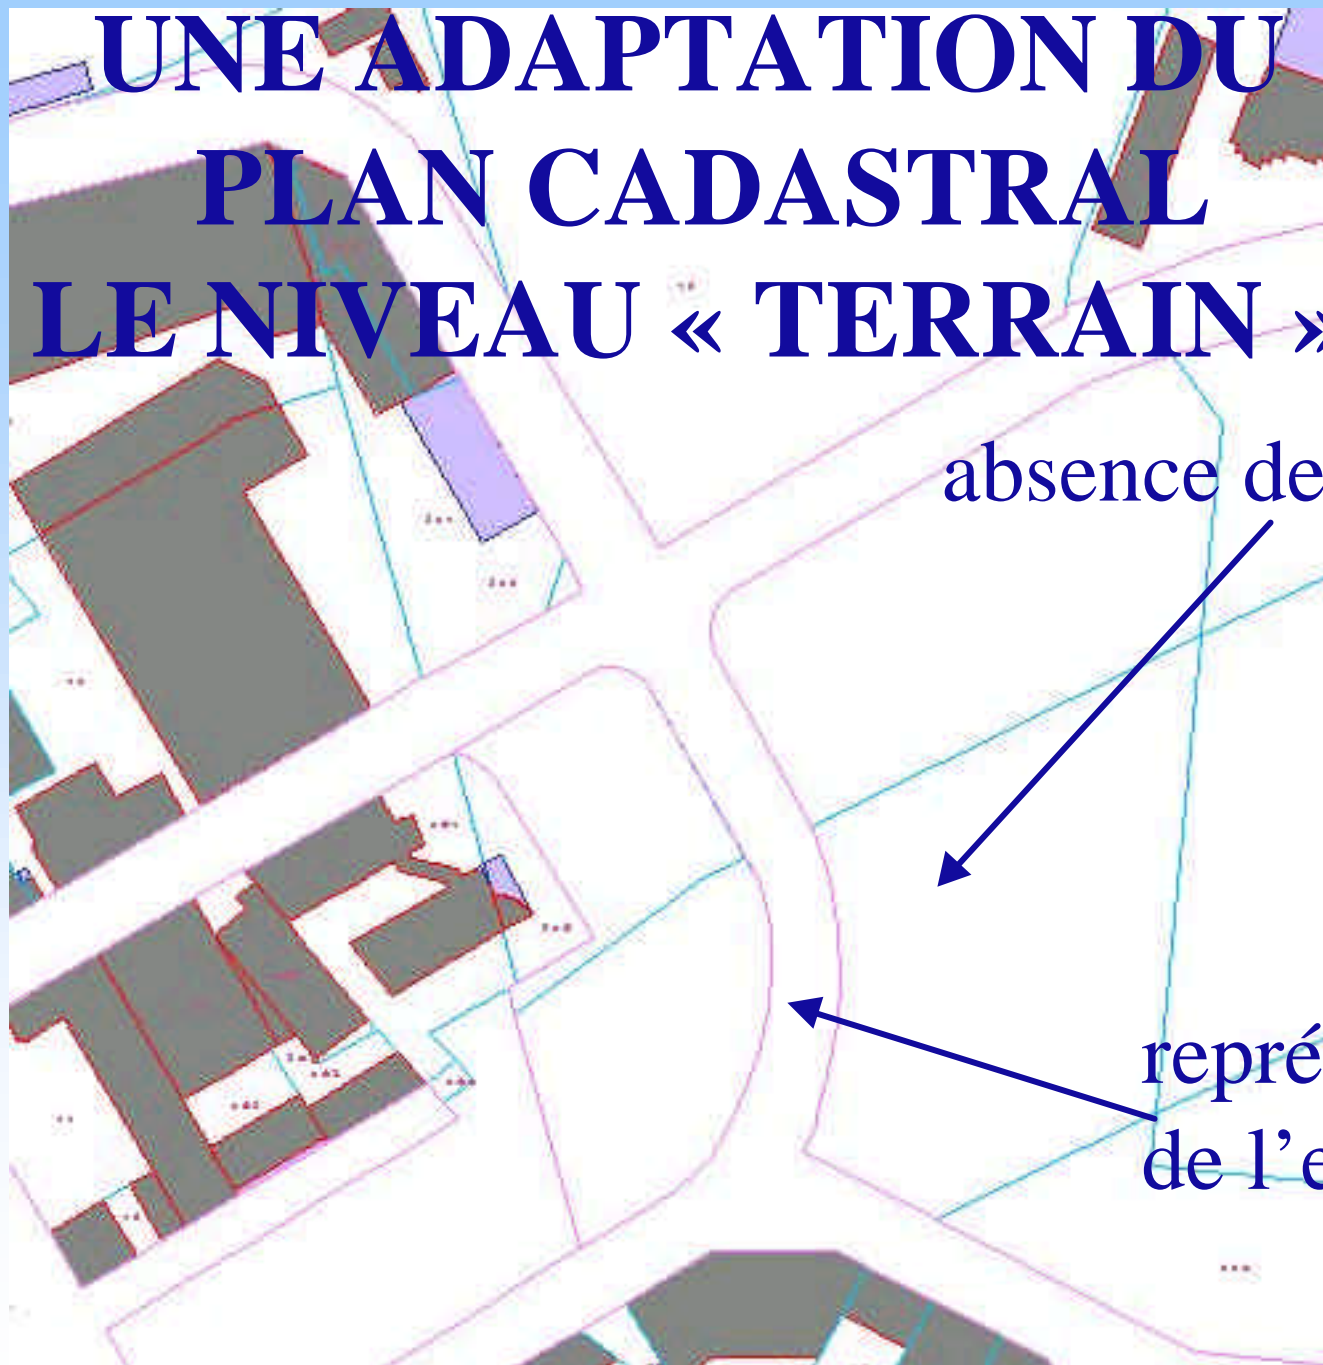 UNE ADAPTATION DU
PLAN CADASTRAL
LE NIVEAU « TERRAIN »
absence de
repré
de l’e